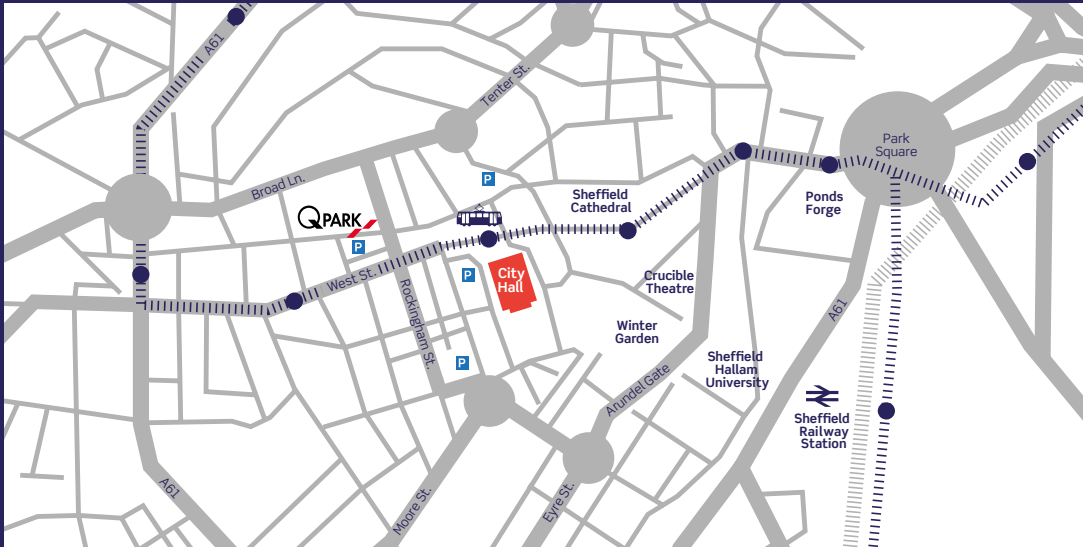 A61
Tenter St.
Park
Square
Broad Ln.
P
Sheffield
Cathedral
Ponds
Forge
Q PARK
P
West St.
P
City
Hall
Crucible
Theatre
Rockingham St.
A61
Winter
Garden
P
Sheffield
Hallam
University
Arundel Gate
Sheffield
Railway
Station
A61
Moore St.
Eyre St.